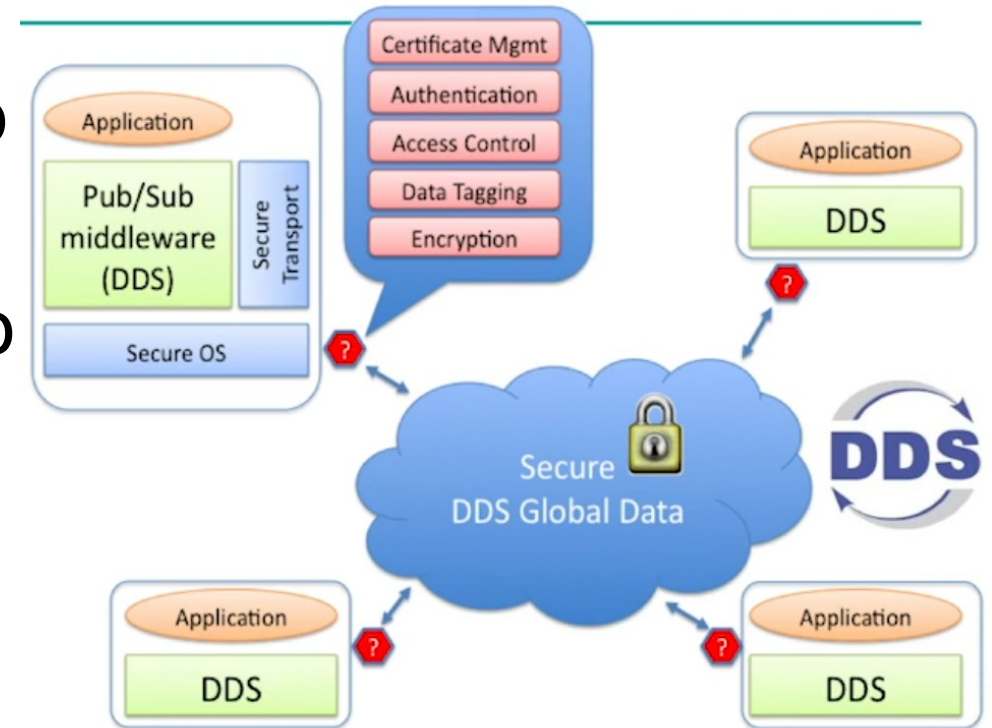 Certificate Mgmt
Authentication
Access Control
Data Tagging
Encryption
Application
Pub/Sub
middleware
(DDS)
Secure
Transport
Secure OS
?
Application
DDS
?
Secure
DDS Global Data
DDS
Application
DDS
?
Application
DDS
?